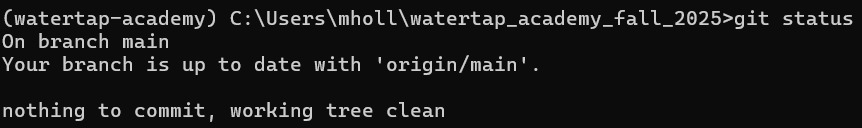 (watertap-academy) C:\Users\mholl\watertap_academy_fall_2025>git status
On branch main
Your branch is up to date with 'origin/main'.
nothing to commit, working tree clean